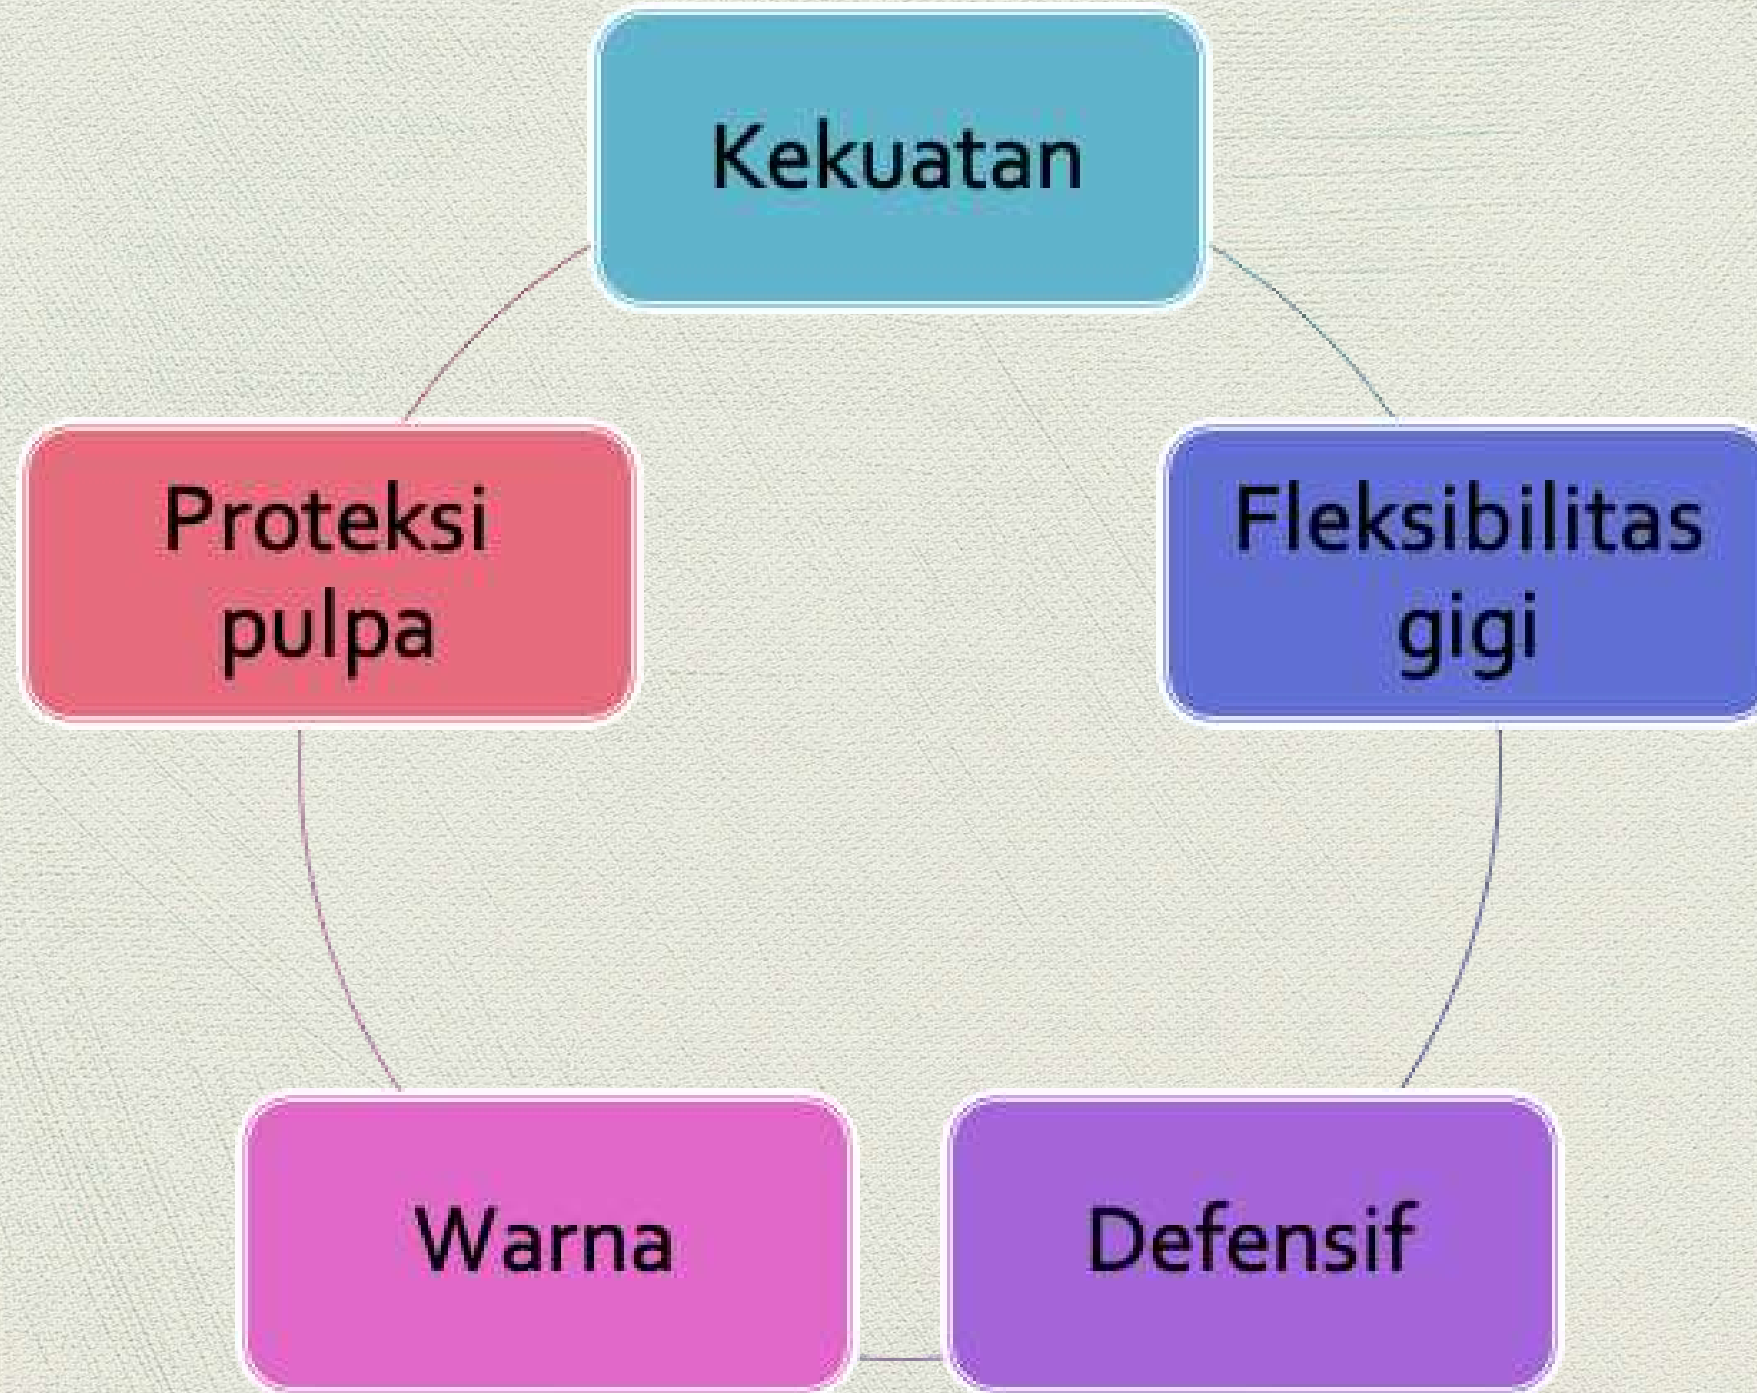 Kekuatan
Proteksi
pulpa
Fleksibilitas
gigi
Warna
Defensif